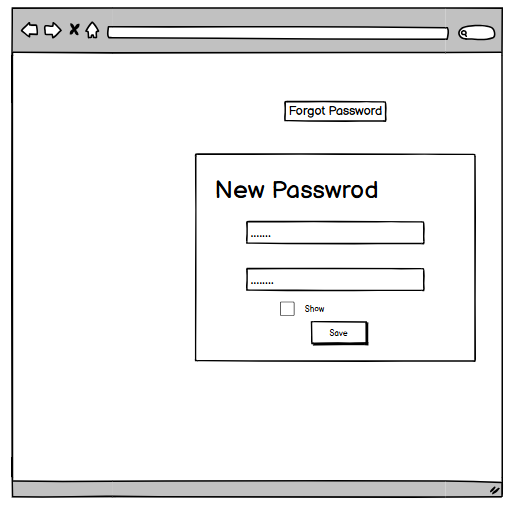 Forgot Password
New Passwrod
.......
........
Show
Save